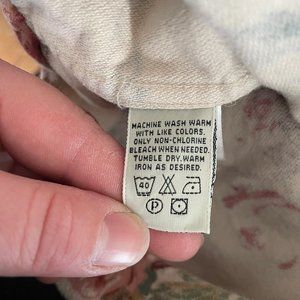 MACHINE WASH WARM
WITH LIKE COLORS.
ONLY NON-CHLORINE
BLEACH WHEN NEEDED.
TUMBLE DRY.WARM
IRON AS DESIRED.
40
P